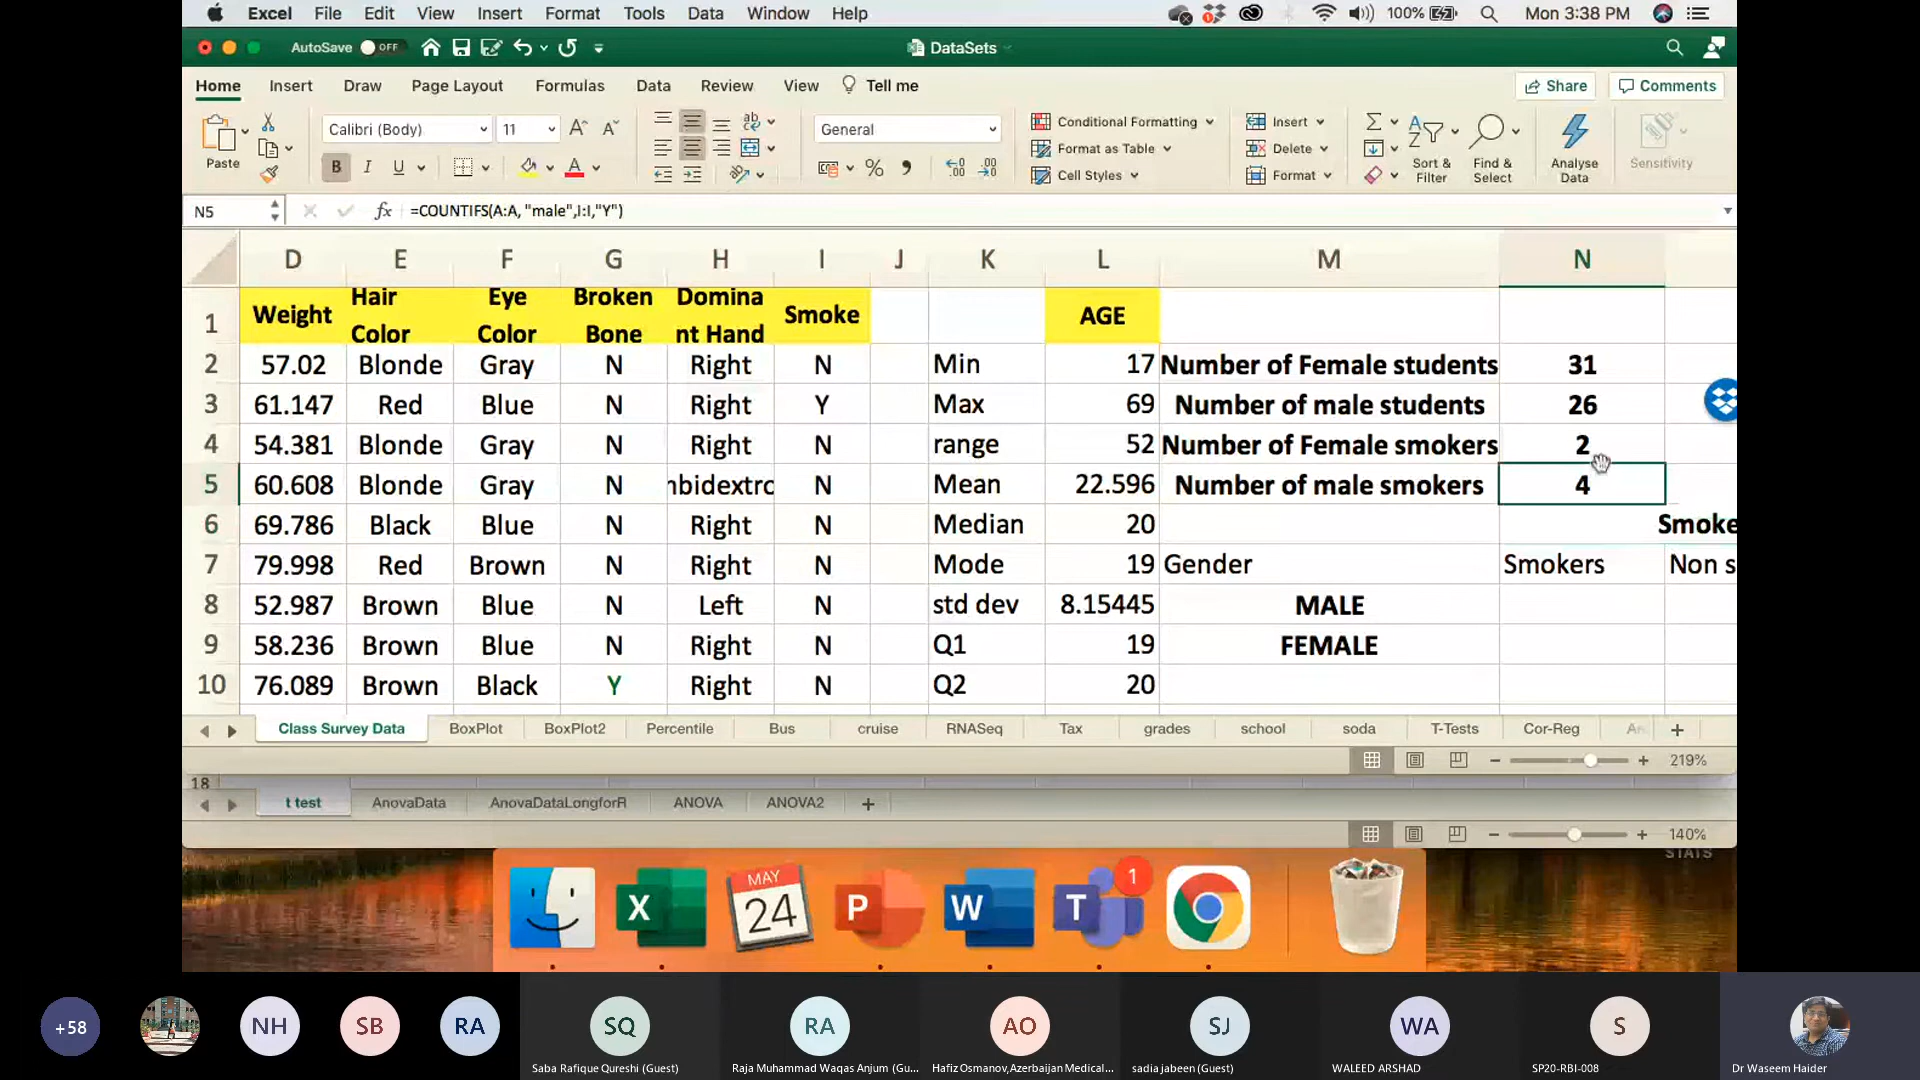 Excel File Edit View Insert Format Tools Data Window Help 100% Mon 3:38 PM
AutoSave OFF DataSets
Home Insert Draw Page Layout Formulas Data Review View Tell me Share Comments
Paste Calibri (Body) 11 General Conditional Formatting Insert
Format as Table Delete
Cell Styles Format
Sort & Filter Find & Select Analyse Data Sensitivity
N5 fx =COUNTIFS(A:A, "male",I:I,"Y")
D E F G H I J K L M N
1 Weight Hair Color Eye Color Broken Bone Domina nt Hand Smoke AGE
2 57.02 Blonde Gray N Right N Min 17 Number of Female students 31
3 61.147 Red Blue N Right Y Max 69 Number of male students 26
4 54.381 Blonde Gray N Right N range 52 Number of Female smokers 2
5 60.608 Blonde Gray N nbidextro N Mean 22.596 Number of male smokers 4
6 69.786 Black Blue N Right N Median 20 Smoke
7 79.998 Red Brown N Right N Mode 19 Gender Smokers Non s
8 52.987 Brown Blue N Left N std dev 8.15445 MALE
9 58.236 Brown Blue N Right N Q1 19 FEMALE
10 76.089 Brown Black Y Right N Q2 20
Class Survey Data BoxPlot BoxPlot2 Percentile Bus cruise RNASeq Tax grades school soda T-Tests Cor-Reg
219%
18
t test AnovaData AnovaDataLongforR ANOVA ANOVA2
140%
STATS
X MAY 24 P W T 1
+58 NH SB RA SQ RA AO SJ WA S
Saba Rafique Qureshi (Guest) Raja Muhammad Waqas Anjum (Gu... Hafiz Osmanov,Azerbaijan Medical... sadia jabeen (Guest) WALEED ARSHAD SP20-RBI-008 Dr Waseem Haider